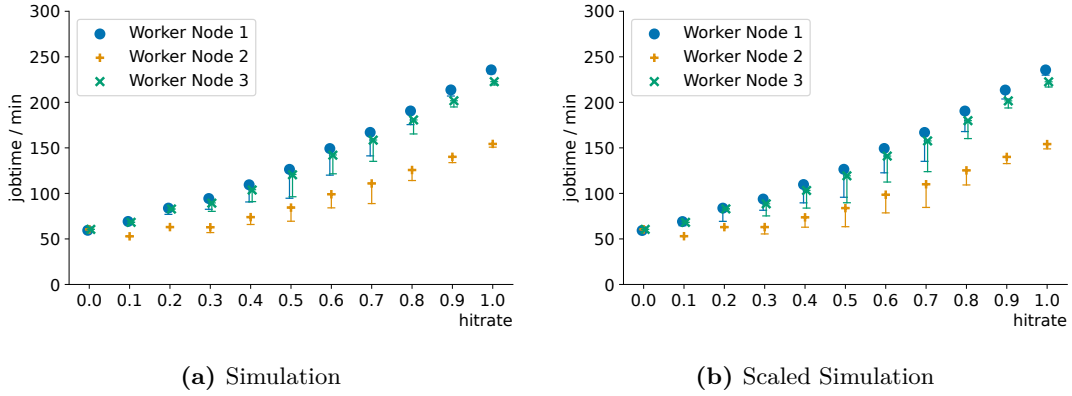 300
250
200
150
100
50
0
jobtime / min
Worker Node 1
Worker Node 2
Worker Node 3
0.0 0.1 0.2 0.3 0.4 0.5 0.6 0.7 0.8 0.9 1.0
hitrate
(a) Simulation
300
250
200
150
100
50
0
jobtime / min
Worker Node 1
Worker Node 2
Worker Node 3
0.0 0.1 0.2 0.3 0.4 0.5 0.6 0.7 0.8 0.9 1.0
hitrate
(b) Scaled Simulation